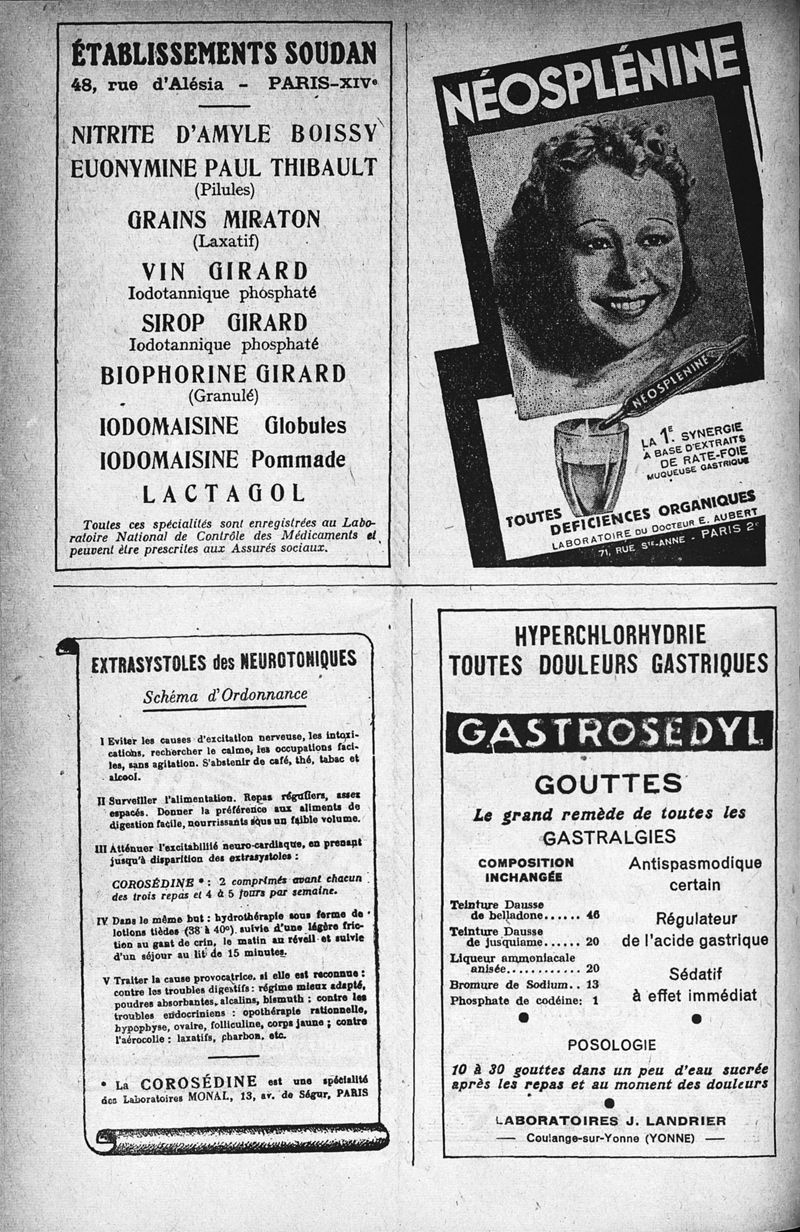 ÉTABLISSEMENTS SOUDAN
48, rue d'Alésia - PARIS-XIVe
NITRITE D'AMYLE BOISSY
EUONYMINE PAUL THIBAULT
(Pilules)
GRAINS MIRATON
(Laxatif)
VIN GIRARD
Iodotannique phosphaté
SIROP GIRARD
Iodotannique phosphaté
BIOPHORINE GIRARD
(Granulé)
IODOMAISINE Globules
IODOMAISINE Pommade
LACTAGOL
Toutes ces spécialités sont enregistrées au Labo-
ratoire National de Contrôle des Médicaments et
peuvent être prescrites aux Assurés sociaux.
NÉOSPLÉNINE
NEOSPLENINE
LA 1E. SYNERGIE
A BASE D'EXTRAITS
DE RATE-FOIE
MUQUEUSE GASTRIQUE
TOUTES DEFICIENCES ORGANIQUES
LABORATOIRE DU DOCTEUR E. AUBERT
71, RUE STE-ANNE - PARIS 2e
EXTRASYSTOLES des NEUROTONIQUES
Schéma d'Ordonnance
I Eviter les causes d'excitation nerveuse, les intoxi-
cations, rechercher le calme, les occupations faci-
les, sans agitation. S'abstenir de café, thé, tabac et
alcool.
II Surveiller l'alimentation. Repas réguliers, assez
espacés. Donner la préférence aux aliments de
digestion facile, nourrissants sous un faible volume.
III Atténuer l'excitabilité neuro-cardiaque, en prenant
jusqu'à disparition des extrasystoles :
COROSÉDINE * : 2 comprimés avant chacun
des trois repas et 4 à 5 jours par semaine.
IV Dans le même but : hydrothérapie sous forme de
lotions tièdes (38 à 40°). suivie d'une légère fric-
tion au gant de crin, le matin au réveil et suivie
d'un séjour au lit de 15 minutes.
V Traiter la cause provocatrice, si elle est reconnue :
contre les troubles digestifs : régime mieux adapté,
poudres absorbantes, alcalins, bismuth ; contre les
troubles endocriniens : opothérapie rationnelle,
hypophyse, ovaire, folliculine, corps jaune ; contre
l'aérocolie : laxatifs, charbon, etc.
* La COROSÉDINE est une spécialité
des Laboratoires MONAL, 13, av. de Ségur, PARIS
HYPERCHLORHYDRIE
TOUTES DOULEURS GASTRIQUES
GASTROSEDYL
GOUTTES
Le grand remède de toutes les
GASTRALGIES
COMPOSITION
INCHANGÉE
Teinture Dausse
de belladone...... 46
Teinture Dausse
de jusquiame...... 20
Liqueur ammoniacale
anisée............ 20
Bromure de Sodium.. 13
Phosphate de codéine: 1
Antispasmodique
certain
Régulateur
de l'acide gastrique
Sédatif
à effet immédiat
POSOLOGIE
10 à 30 gouttes dans un peu d'eau sucrée
après les repas et au moment des douleurs
LABORATOIRES J. LANDRIER
— Coulange-sur-Yonne (YONNE) —